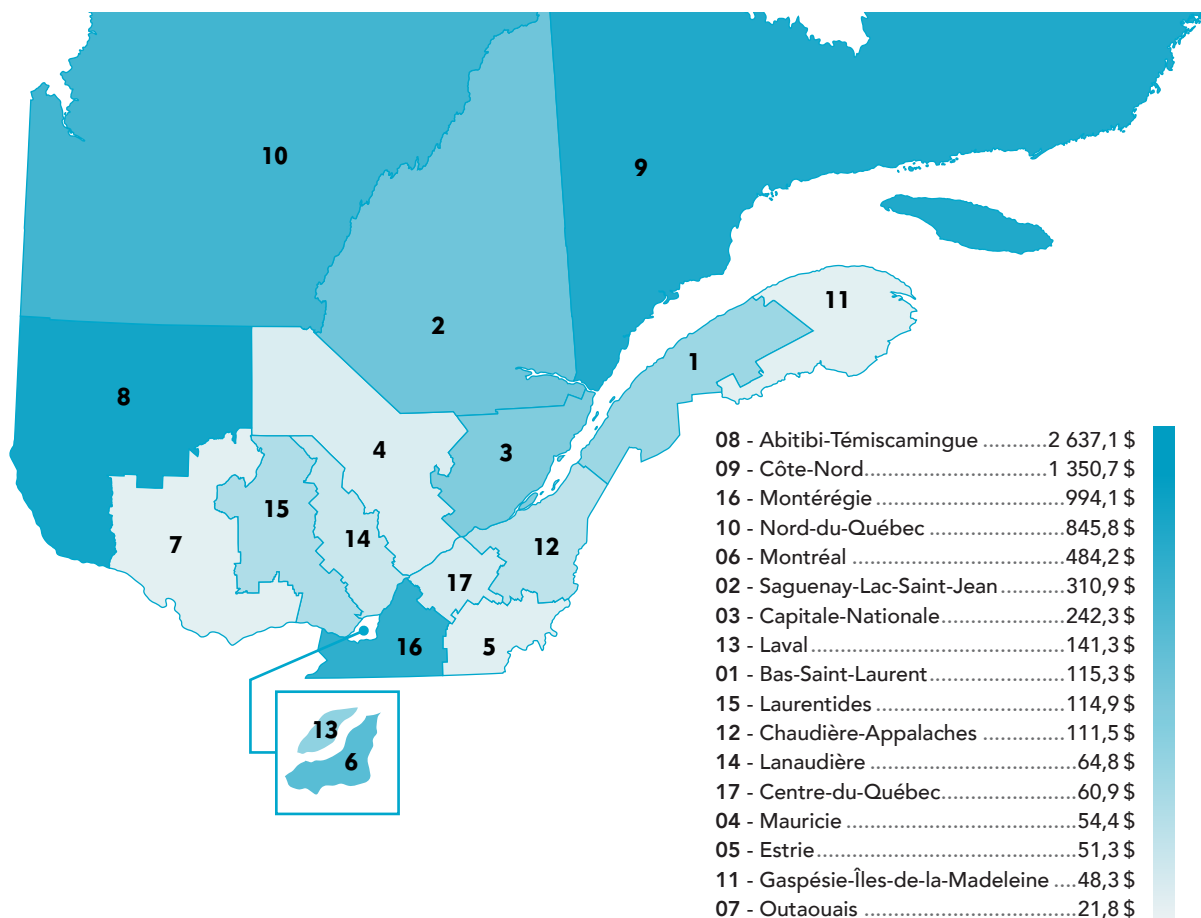 10
9
11
2
1
8
4
3
15
7
14
12
17
16
5
13
6
08 - Abitibi-Témiscamingue ...........2 637,1 $
09 - Côte-Nord..............................1 350,7 $
16 - Montérégie ..............................994,1 $
10 - Nord-du-Québec .......................845,8 $
06 - Montréal ..................................484,2 $
02 - Saguenay-Lac-Saint-Jean............310,9 $
03 - Capitale-Nationale.....................242,3 $
13 - Laval........................................141,3 $
01 - Bas-Saint-Laurent.......................115,3 $
15 - Laurentides ..............................114,9 $
12 - Chaudière-Appalaches ...............111,5 $
14 - Lanaudière .................................64,8 $
17 - Centre-du-Québec......................60,9 $
04 - Mauricie ....................................54,4 $
05 - Estrie.........................................51,3 $
11 - Gaspésie-Îles-de-la-Madeleine ....48,3 $
07 - Outaouais ..................................21,8 $